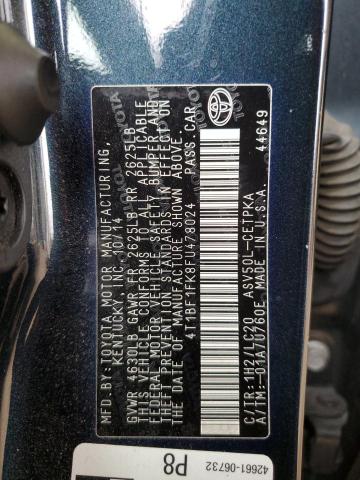 MFD.BY:TOYOTA MOTOR MANUFACTURING,
KENTUCKY, INC. 10/14
GVWR 4630LB GAWR FR 2625LB RR 2625LB
THIS VEHICLE CONFORMS TO ALL APPLICABLE
FEDERAL MOTOR VEHICLE SAFETY, BUMPER, AND
THEFT PREVENTION STANDARDS IN EFFECT ON
THE DATE OF MANUFACTURE SHOWN ABOVE.
4T1BF1FK8FU478024 PASS.CAR
C/TR:1H2/LC20 ASV50L-CETPKA
A/TM:-01A/U760E MADE IN U.S.A.
44649
42661-06732
P8